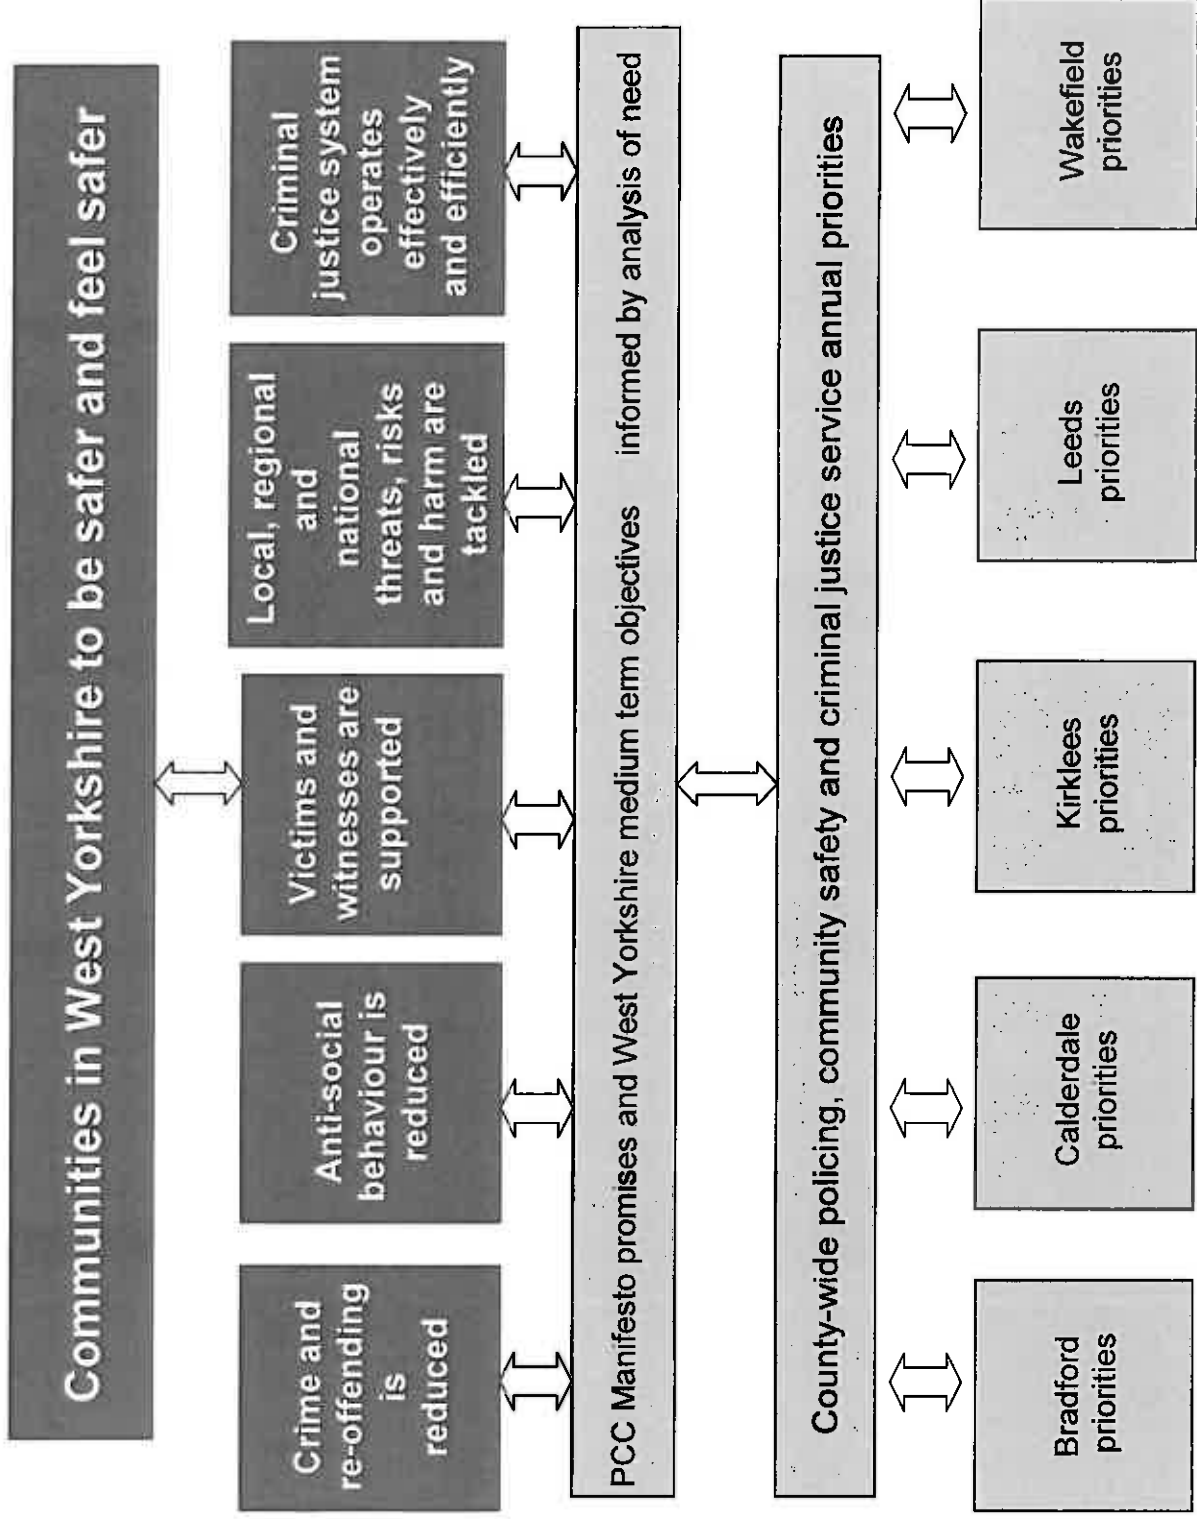 Communities in West Yorkshire to be safer and feel safer
Crime and
re-offending
is
reduced
Anti-social
behaviour is
reduced
Victims and
witnesses are
supported
Local, regional
and
national
threats, risks
and harm are
tackled
Criminal
justice system
operates
effectively
and efficiently
PCC Manifesto promises and West Yorkshire medium term objectives informed by analysis of need
County-wide policing, community safety and criminal justice service annual priorities
Bradford
priorities
Calderdale
priorities
Kirklees
priorities
Leeds
priorities
Wakefield
priorities